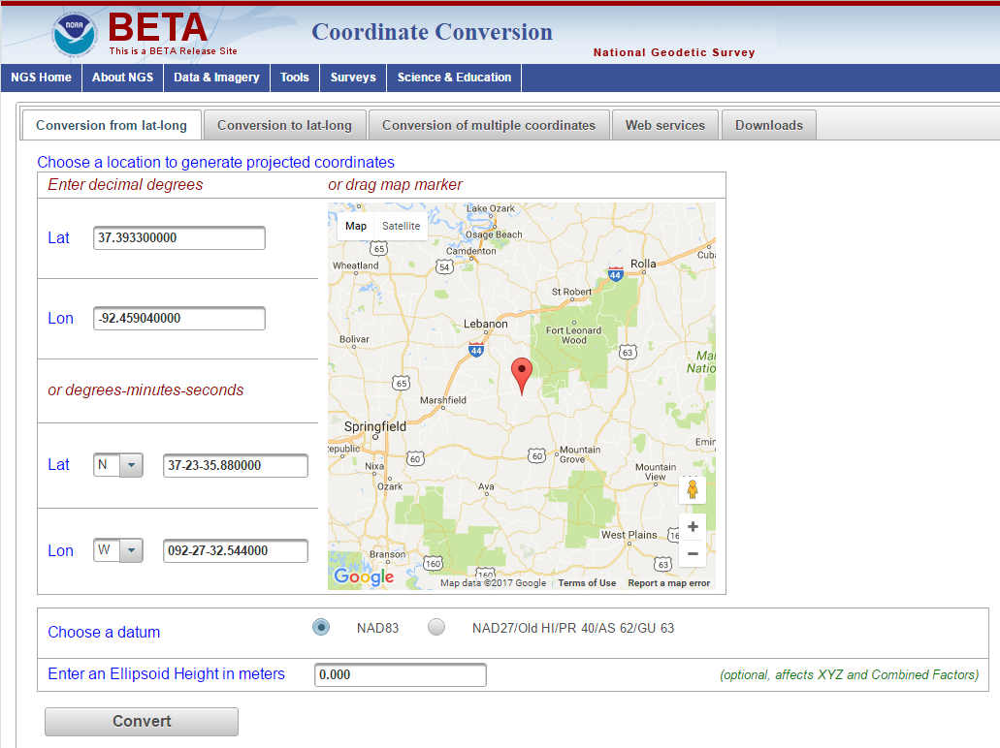 NOAA
BETA
This is a BETA Release Site
Coordinate Conversion
National Geodetic Survey
NGS Home About NGS Data & Imagery Tools Surveys Science & Education
Conversion from lat-long Conversion to lat-long Conversion of multiple coordinates Web services Downloads
Choose a location to generate projected coordinates
Enter decimal degrees or drag map marker
Lat 37.393300000
Lon -92.459040000
or degrees-minutes-seconds
Lat N 37-23-35.880000
Lon W 092-27-32.544000
Map Satellite
Lake Ozark
Osage Beach
65
Camdenton
Cuba
Wheatland
54
Rolla
44
St Robert
Lebanon
Fort Leonard
Wood
Bolivar
44
63
Mar
Natio
65
Marshfield
Springfield
epublic
60
60
Mountain
Grove
Emin
Nixa
Mountain
View
Ozark
Ava
West Plains
16
Branson
160
160
63
Google
Map data ©2017 Google Terms of Use Report a map error
Choose a datum NAD83 NAD27/Old HI/PR 40/AS 62/GU 63
Enter an Ellipsoid Height in meters 0.000 (optional, affects XYZ and Combined Factors)
Convert